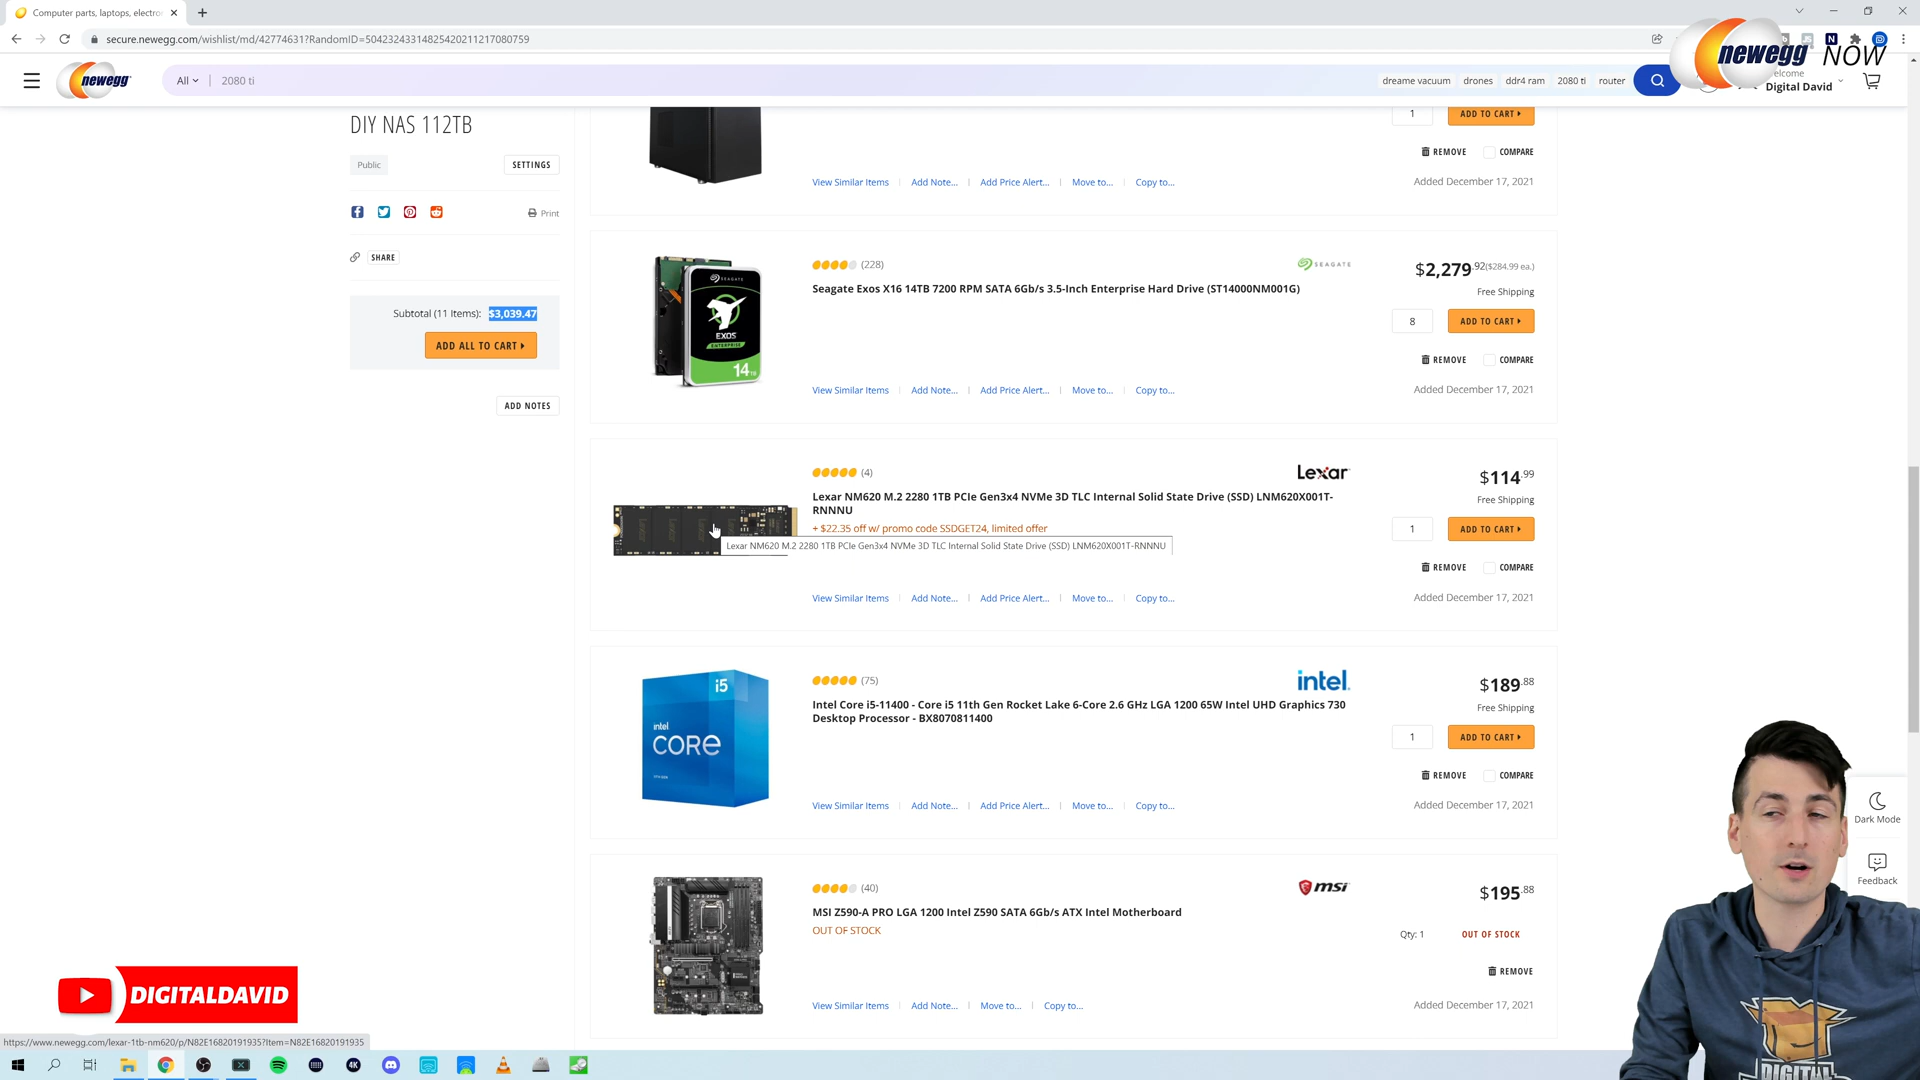 Computer parts, laptops, electro
secure.newegg.com/wishlist/md/42774631?RandomID=50423243314825420211217080759
newegg NOW
newegg
All
2080 ti
dreame vacuum
drones
ddr4 ram
2080 ti
router
elcome
Digital David
DIY NAS 112TB
Public
SETTINGS
Print
SHARE
Subtotal (11 Items): $3,039.47
ADD ALL TO CART
ADD NOTES
1
ADD TO CART
REMOVE
COMPARE
View Similar Items
Add Note...
Add Price Alert...
Move to...
Copy to...
Added December 17, 2021
SEAGATE
EXOS
ENTERPRISE
14TB
(228)
SEAGATE
$2,279.92($284.99 ea.)
Seagate Exos X16 14TB 7200 RPM SATA 6Gb/s 3.5-Inch Enterprise Hard Drive (ST14000NM001G)
Free Shipping
8
ADD TO CART
REMOVE
COMPARE
View Similar Items
Add Note...
Add Price Alert...
Move to...
Copy to...
Added December 17, 2021
(4)
Lexar
$114.99
Lexar NM620 M.2 2280 1TB PCIe Gen3x4 NVMe 3D TLC Internal Solid State Drive (SSD) LNM620X001T-
RNNNU
Free Shipping
+ $22.35 off w/ promo code SSDGET24, limited offer
1
ADD TO CART
Lexar NM620 M.2 2280 1TB PCIe Gen3x4 NVMe 3D TLC Internal Solid State Drive (SSD) LNM620X001T-RNNNU
REMOVE
COMPARE
View Similar Items
Add Note...
Add Price Alert...
Move to...
Copy to...
Added December 17, 2021
i5
intel
CORE
(75)
intel.
$189.88
Intel Core i5-11400 - Core i5 11th Gen Rocket Lake 6-Core 2.6 GHz LGA 1200 65W Intel UHD Graphics 730
Desktop Processor - BX8070811400
Free Shipping
1
ADD TO CART
REMOVE
COMPARE
View Similar Items
Add Note...
Add Price Alert...
Move to...
Copy to...
Added December 17, 2021
Dark Mode
Feedback
(40)
msi
$195.88
MSI Z590-A PRO LGA 1200 Intel Z590 SATA 6Gb/s ATX Intel Motherboard
OUT OF STOCK
Qty: 1
OUT OF STOCK
REMOVE
View Similar Items
Add Note...
Move to...
Copy to...
Added December 17, 2021
DIGITALDAVID
https://www.newegg.com/lexar-1tb-nm620/p/N82E16820191935?Item=N82E16820191935
4K
DIGITAL